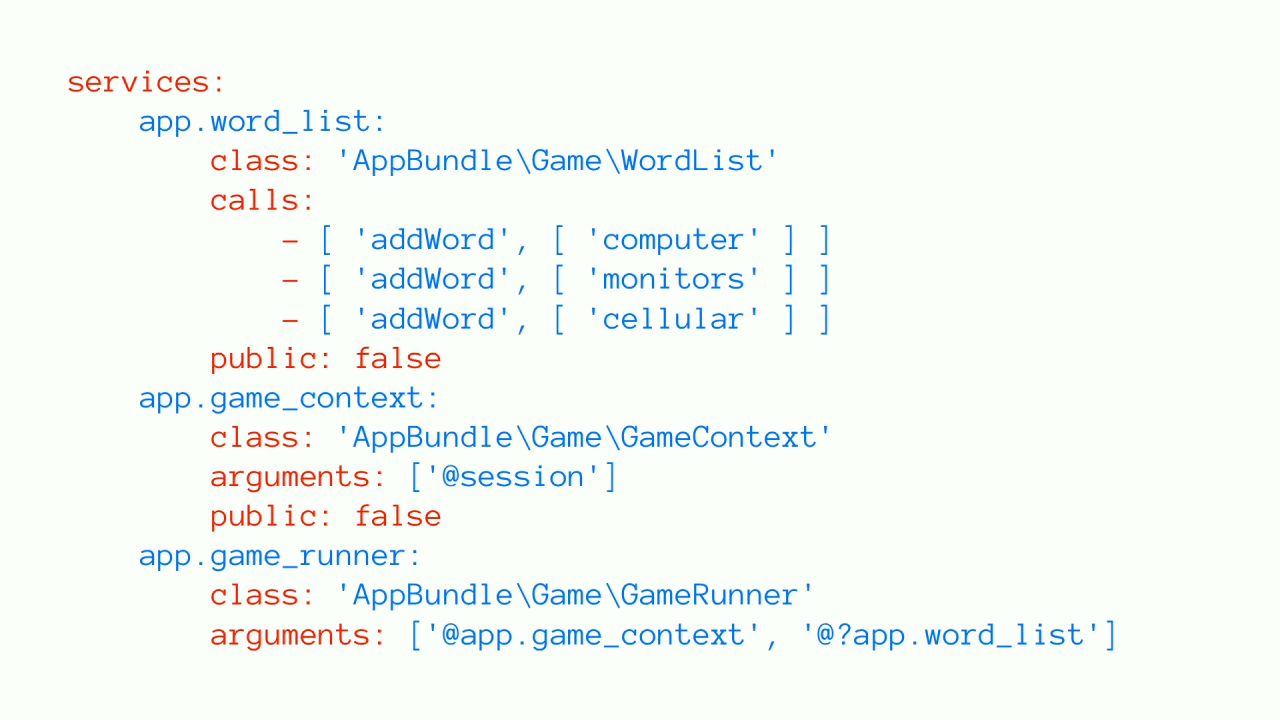 services:
    app.word_list:
        class: 'AppBundle\Game\WordList'
        calls:
            - [ 'addWord', [ 'computer' ] ]
            - [ 'addWord', [ 'monitors' ] ]
            - [ 'addWord', [ 'cellular' ] ]
        public: false
    app.game_context:
        class: 'AppBundle\Game\GameContext'
        arguments: ['@session']
        public: false
    app.game_runner:
        class: 'AppBundle\Game\GameRunner'
        arguments: ['@app.game_context', '@?app.word_list']